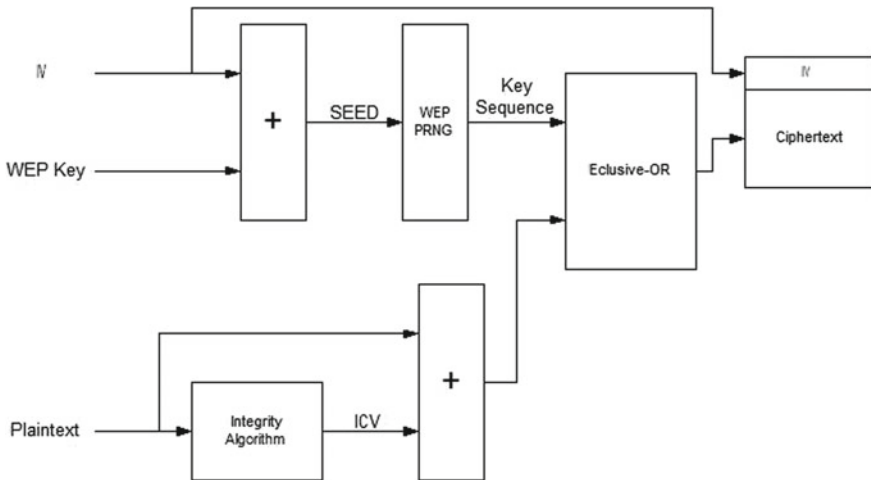 IV
WEP Key
+
SEED
WEP
PRNG
Key
Sequence
Eclusive-OR
IV
Ciphertext
Plaintext
Integrity
Algorithm
ICV
+